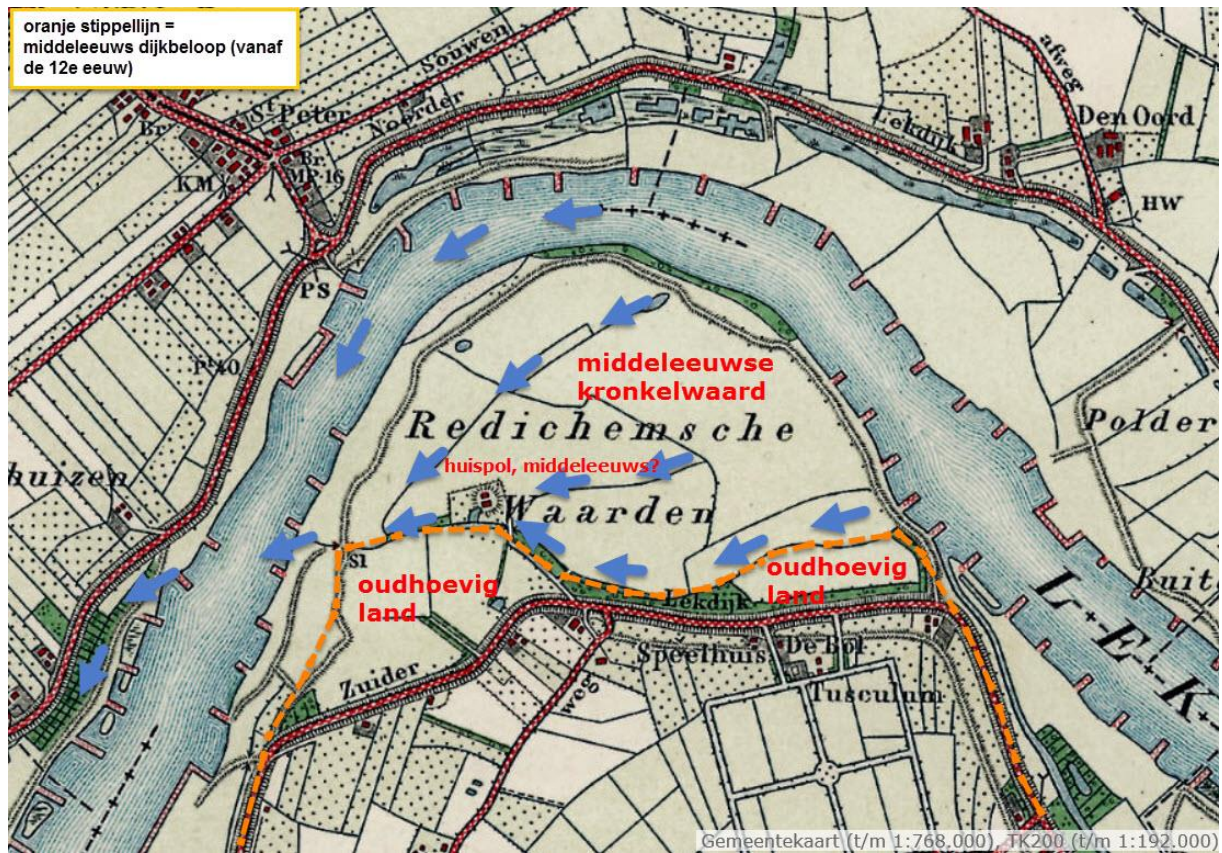 oranje stippellijn =
middeleeuws dijkbeloop (vanaf
de 12e eeuw)
Br
St Peter
Br
MP·16
KM
Souwen
Noorder
afweg
Lekdijk
Den Oord
HW
PS
P·40
middeleeuwse
kronkelwaard
Redichemsche
huispol, middeleeuws?
Waarden
Polder
huizen
Buit
oudhoevig
land
oudhoevig
land
Lekdijk
LEK
Zuider
weg
Speelhuis
De Bol
Tusculum
Gemeentekaart (t/m 1:768.000), TK200 (t/m 1:192.000)